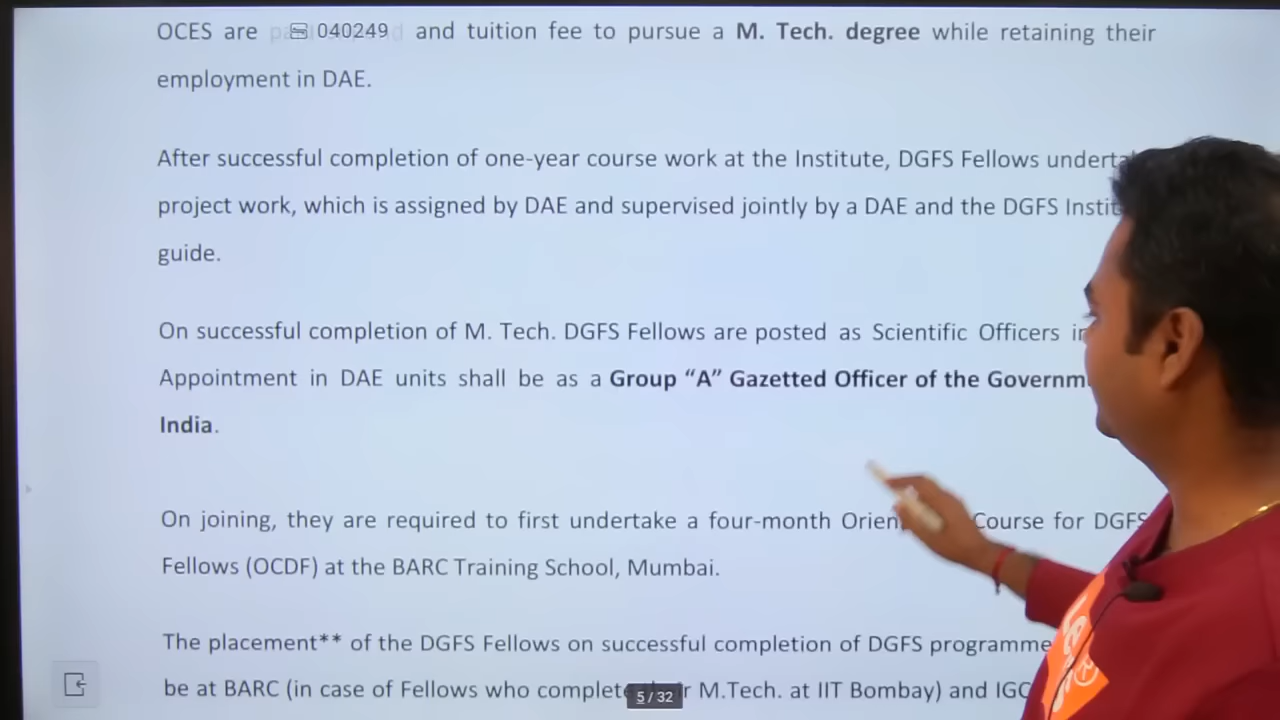 OCES are 040249 and tuition fee to pursue a M. Tech. degree while retaining their
employment in DAE.
After successful completion of one-year course work at the Institute, DGFS Fellows
project work, which is assigned by DAE and supervised jointly by a DAE and the DGFS
guide.
On successful completion of M. Tech. DGFS Fellows are posted as Scientific Officers
Appointment in DAE units shall be as a Group “A” Gazetted Officer of the
India.
On joining, they are required to first undertake a four-month Course for DGFS
Fellows (OCDF) at the BARC Training School, Mumbai.
The placement** of the DGFS Fellows on successful completion of DGFS programme
be at BARC (in case of Fellows who M.Tech. at IIT Bombay) and
5 / 32